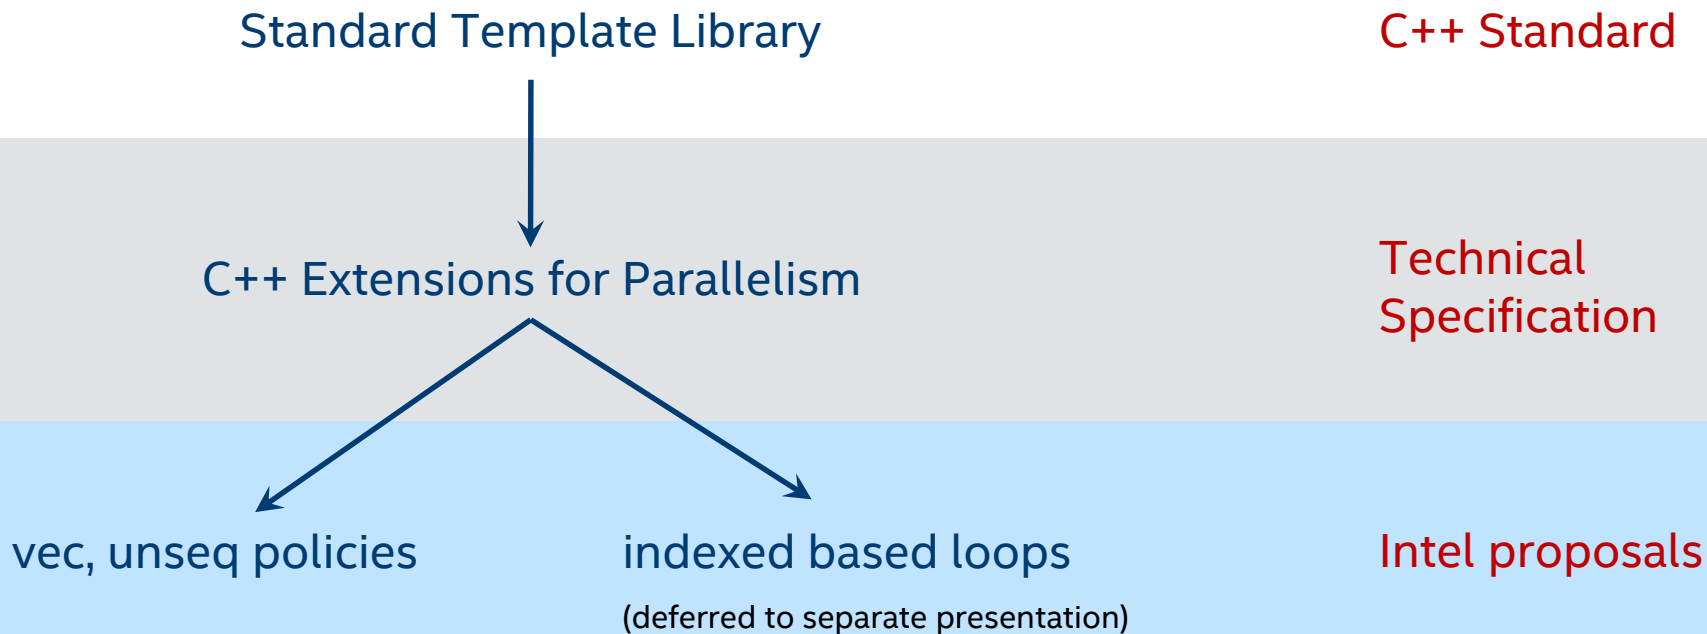 Standard Template Library
C++ Standard
C++ Extensions for Parallelism
Technical
Specification
vec, unseq policies
indexed based loops
(deferred to separate presentation)
Intel proposals